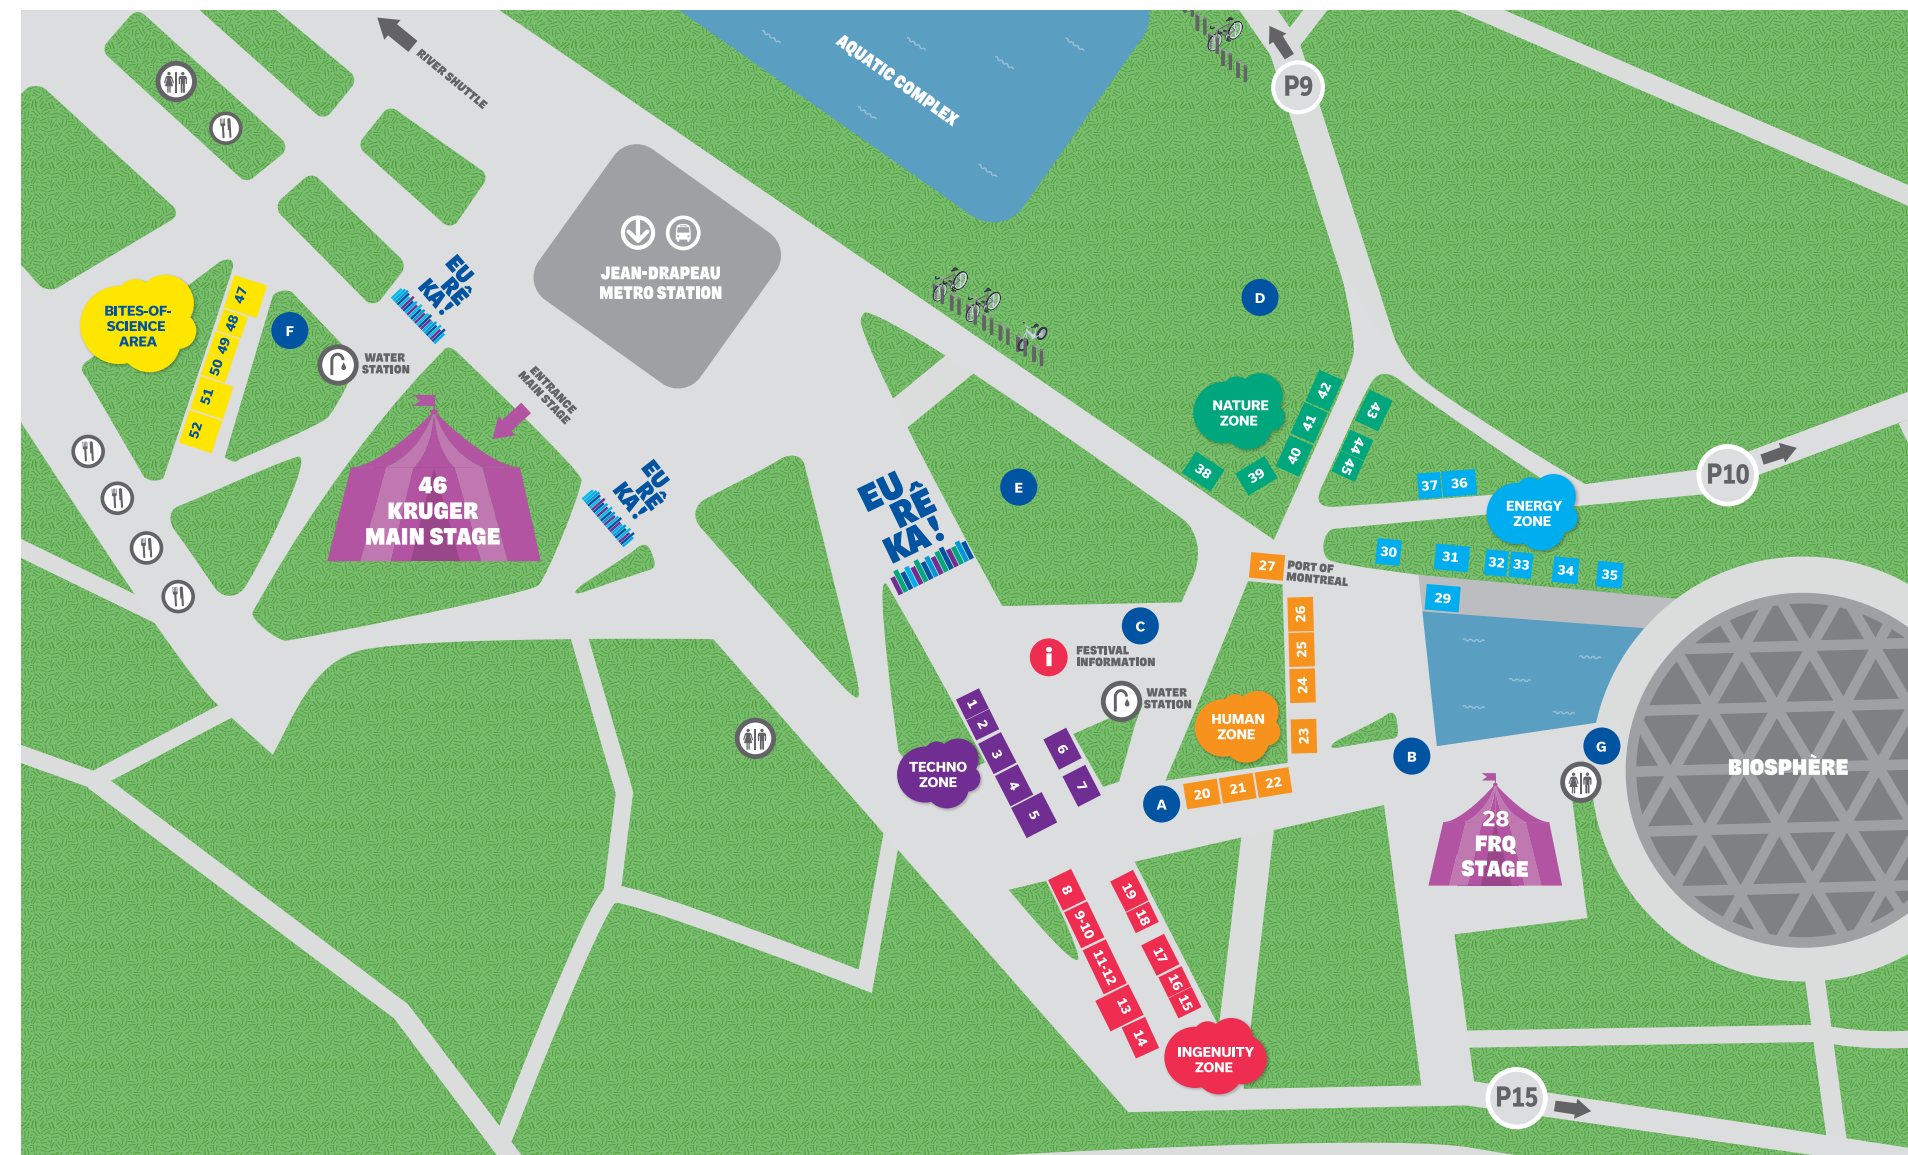 RIVER SHUTTLE
AQUATIC COMPLEX
P9
JEAN-DRAPEAU
METRO STATION
BITES-OF-
SCIENCE
AREA
47
48
49
50
51
52
F
EU
RÊ
KA!
WATER
STATION
ENTRANCE
MAIN STAGE
46
KRUGER
MAIN STAGE
EU
RÊ
KA!
EU
RÊ
KA!
E
D
NATURE
ZONE
38
39
40
41
42
43
44
45
P10
37
36
ENERGY
ZONE
30
31
32
33
34
35
29
27
PORT OF
MONTREAL
26
25
24
23
C
i
FESTIVAL
INFORMATION
WATER
STATION
HUMAN
ZONE
A
20
21
22
B
G
BIOSPHÈRE
28
FRQ
STAGE
TECHNO
ZONE
1
2
3
4
5
6
7
8
9-10
11-12
13
14
19
18
17
16
15
INGENUITY
ZONE
P15